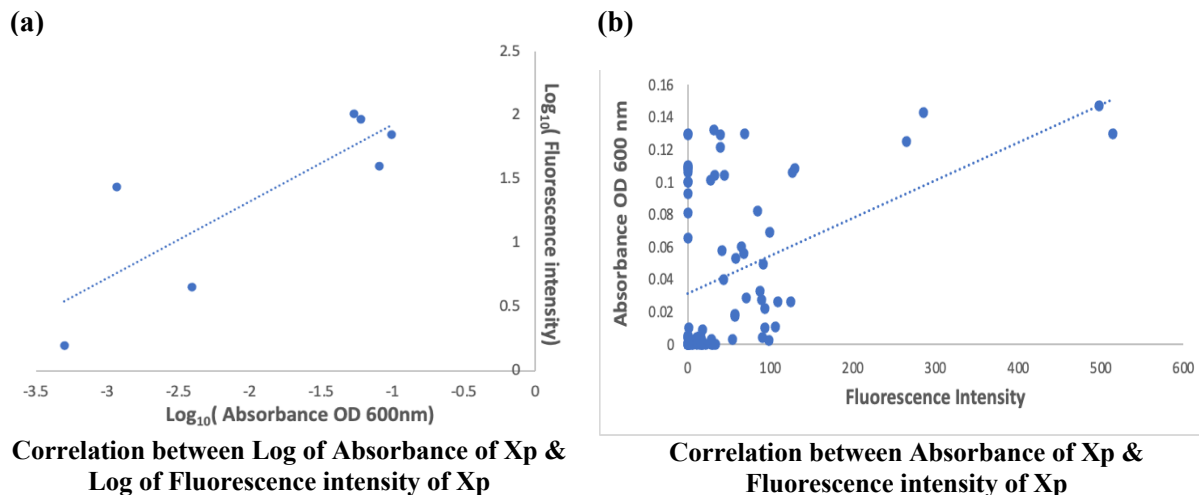 (a)
2.5
2
1.5
1
0.5
0
Log10( Fluorescence intensity)
-3.5 -3 -2.5 -2 -1.5 -1 -0.5 0
Log10( Absorbance OD 600nm)
Correlation between Log of Absorbance of Xp &
Log of Fluorescence intensity of Xp
(b)
Absorbance OD 600 nm
0.16
0.14
0.12
0.1
0.08
0.06
0.04
0.02
0
0 100 200 300 400 500 600
Fluorescence Intensity
Correlation between Absorbance of Xp &
Fluorescence intensity of Xp